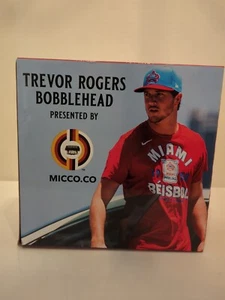 TREVOR ROGERS
BOBBLEHEAD
PRESENTED BY
MICCO.CO
MIAMI
BEISBOL